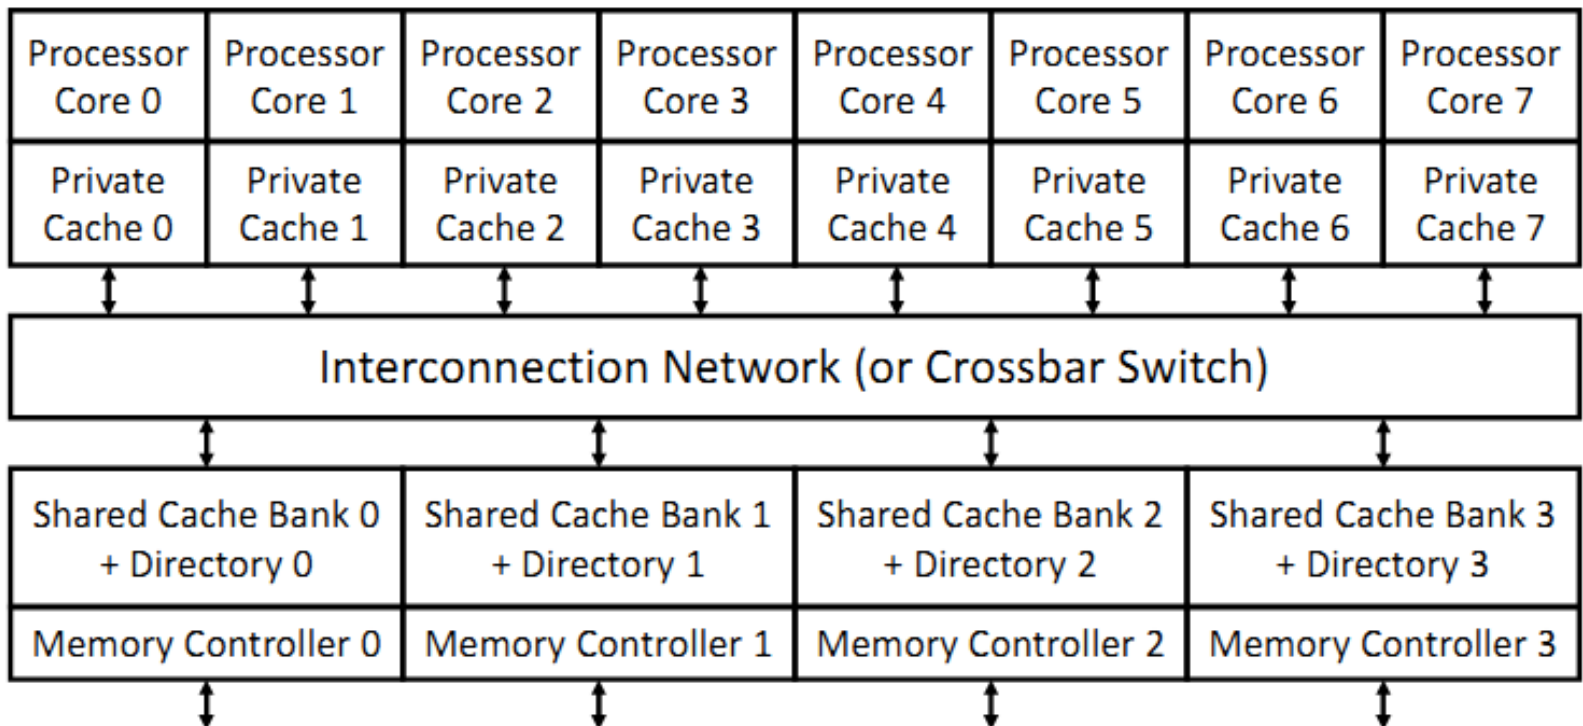 Processor Core 0
Processor Core 1
Processor Core 2
Processor Core 3
Processor Core 4
Processor Core 5
Processor Core 6
Processor Core 7
Private Cache 0
Private Cache 1
Private Cache 2
Private Cache 3
Private Cache 4
Private Cache 5
Private Cache 6
Private Cache 7
Interconnection Network (or Crossbar Switch)
Shared Cache Bank 0
+ Directory 0
Shared Cache Bank 1
+ Directory 1
Shared Cache Bank 2
+ Directory 2
Shared Cache Bank 3
+ Directory 3
Memory Controller 0
Memory Controller 1
Memory Controller 2
Memory Controller 3